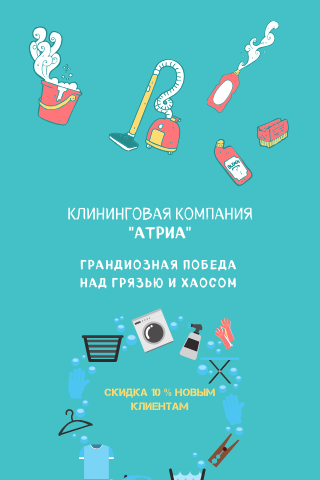 КЛИНИНГОВАЯ КОМПАНИЯ
"АТРИА"
ГРАНДИОЗНАЯ ПОБЕДА
НАД ГРЯЗЬЮ И ХАОСОМ
СКИДКА 10 % НОВЫМ
КЛИЕНТАМ